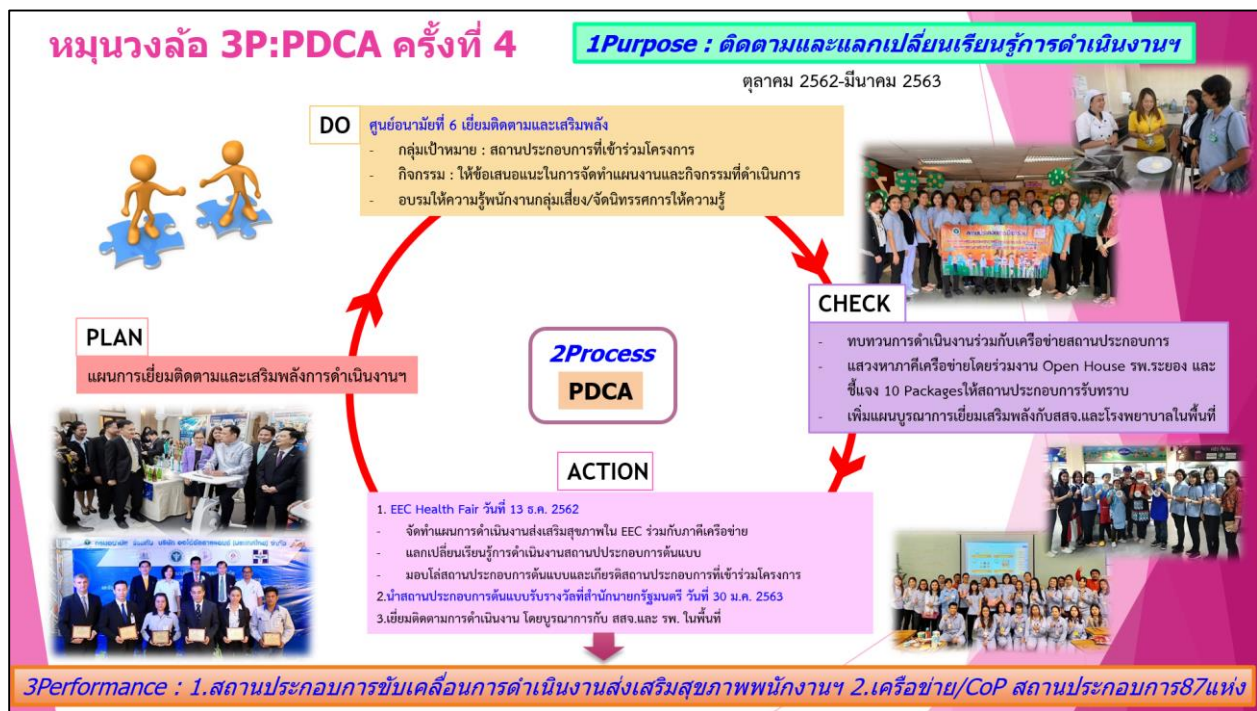 หมุนวงล้อ 3P:PDCA ครั้งที่ 4
1Purpose : ติดตามและแลกเปลี่ยนเรียนรู้การดำเนินงานฯ
ตุลาคม 2562-มีนาคม 2563
DO
ศูนย์อนามัยที่ 6 เยี่ยมติดตามและเสริมพลัง
- กลุ่มเป้าหมาย : สถานประกอบการที่เข้าร่วมโครงการ
- กิจกรรม : ให้ข้อเสนอแนะในการจัดทำแผนงานและกิจกรรมที่ดำเนินการ
- อบรมให้ความรู้พนักงานกลุ่มเสี่ยง/จัดนิทรรศการให้ความรู้
CHECK
- ทบทวนการดำเนินงานร่วมกับเครือข่ายสถานประกอบการ
- แสวงหาภาคีเครือข่ายโดยร่วมงาน Open House รพ.ระยอง และ
ชี้แจง 10 Packagesให้สถานประกอบการรับทราบ
- เพิ่มแผนบูรณาการเยี่ยมเสริมพลังกับสสจ.และโรงพยาบาลในพื้นที่
PLAN
แผนการเยี่ยมติดตามและเสริมพลังการดำเนินงานฯ
2Process
PDCA
ACTION
1. EEC Health Fair วันที่ 13 ธ.ค. 2562
- จัดทำแผนการดำเนินงานส่งเสริมสุขภาพใน EEC ร่วมกับภาคีเครือข่าย
- แลกเปลี่ยนเรียนรู้การดำเนินงานสถานปประกอบการต้นแบบ
- มอบโล่สถานประกอบการต้นแบบและเกียรติสถานประกอบการที่เข้าร่วมโครงการ
2.นำสถานประกอบการต้นแบบรับรางวัลที่สำนักนายกรัฐมนตรี วันที่ 30 ม.ค. 2563
3.เยี่ยมติดตามการดำเนินงาน โดยบูรณาการกับ สสจ.และ รพ. ในพื้นที่
3Performance : 1.สถานประกอบการขับเคลื่อนการดำเนินงานส่งเสริมสุขภาพพนักงานฯ 2.เครือข่าย/CoP สถานประกอบการ87แห่ง